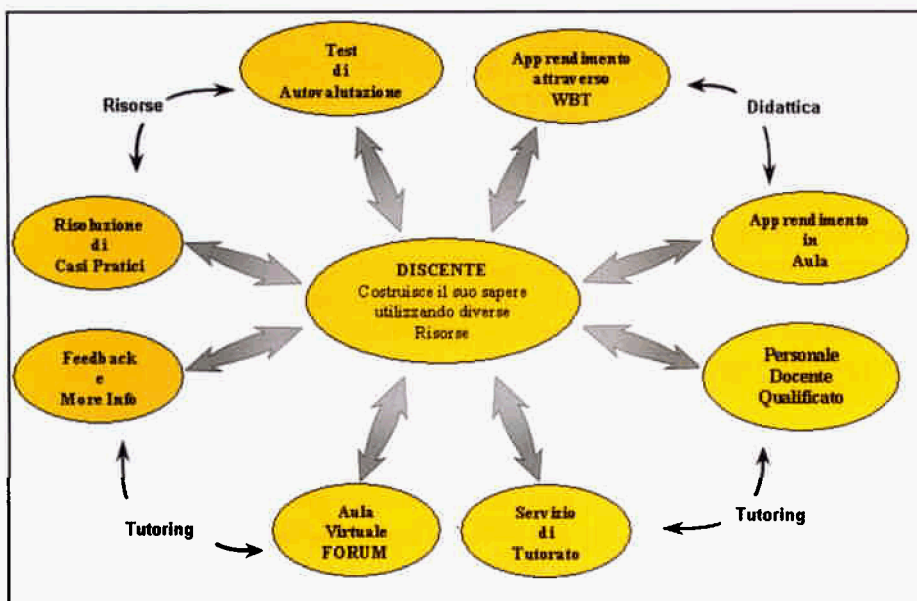 Test
di
Autovalutazione
Apprendimento
attraverso
WBT
Risorse
Didattica
Risoluzione
di
Casi Pratici
DISCENTE
Costruisce il suo sapere
utilizzando diverse
Risorse
Apprendimento
in
Aula
Feedback
e
More Info
Personale
Docente
Qualificato
Tutoring
Aula
Virtuale
FORUM
Servizio
di
Tutorato
Tutoring